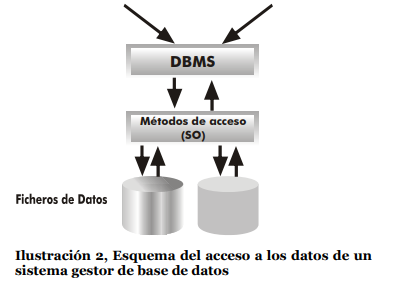 DBMS
Métodos de acceso
(SO)
Ficheros de Datos
Ilustración 2, Esquema del acceso a los datos de un
sistema gestor de base de datos